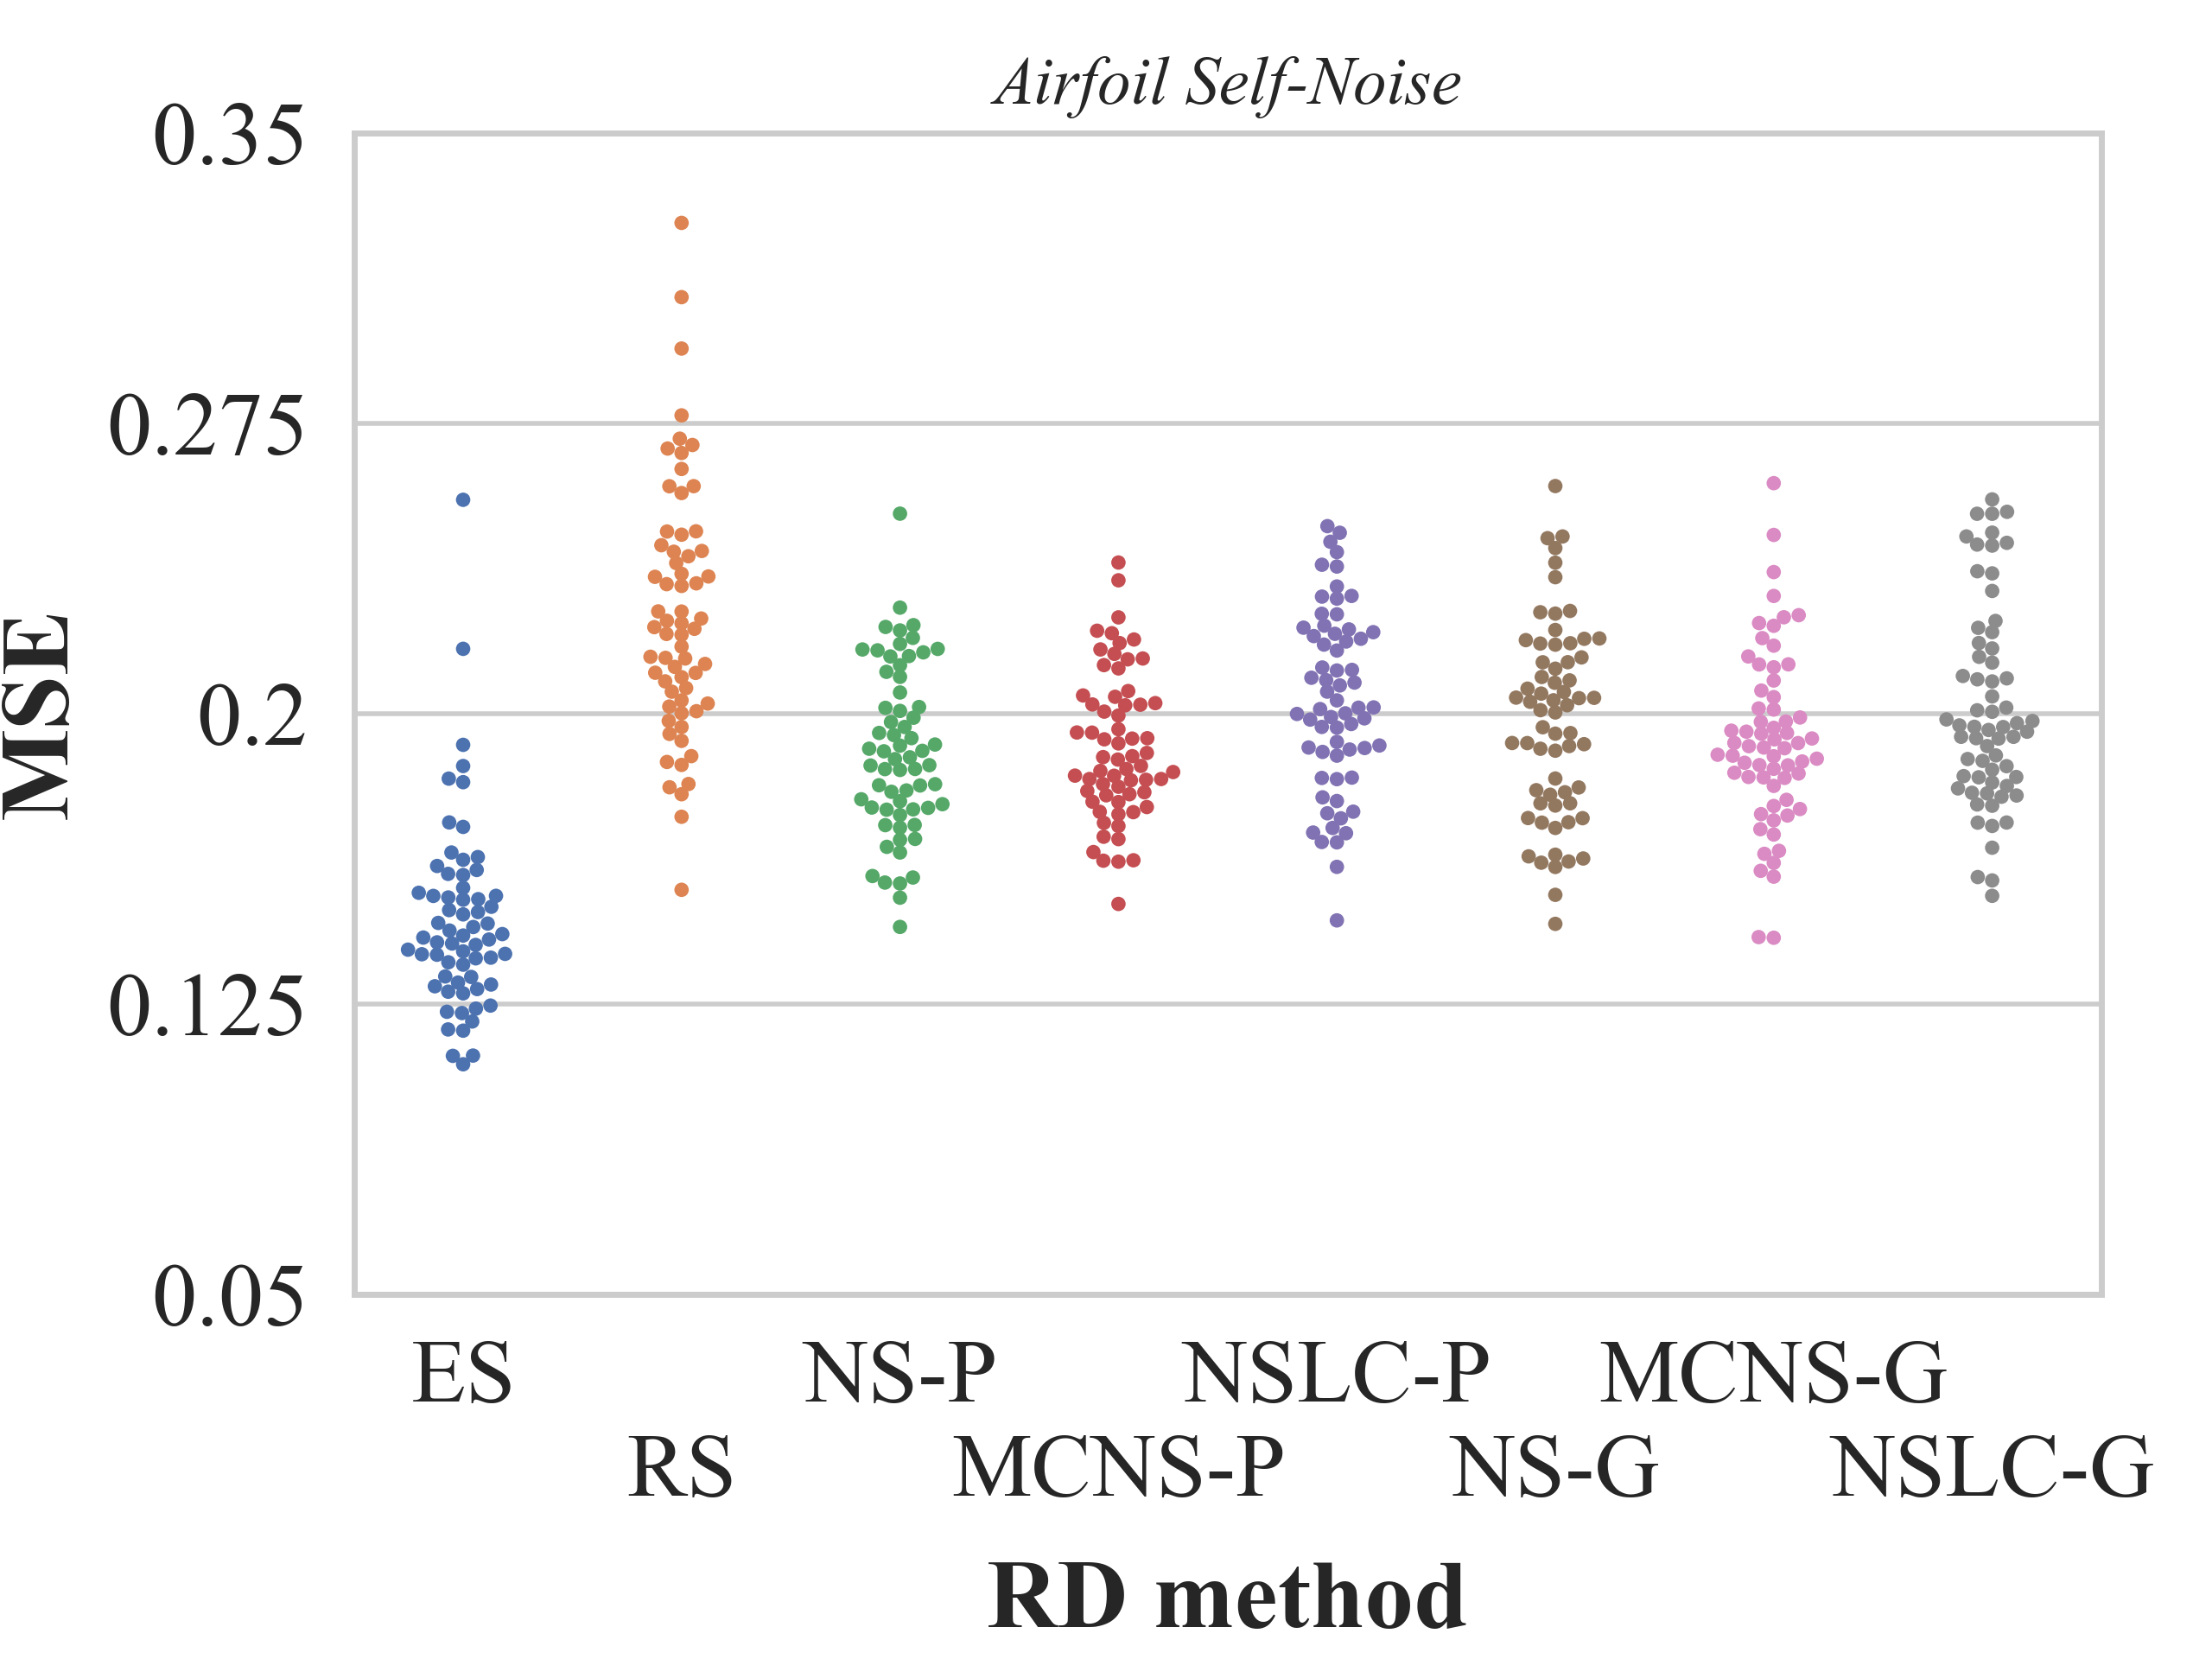 Airfoil Self-Noise
0.35
0.275
0.2
0.125
0.05
MSE
ES NS-P NSLC-P MCNS-G
RS MCNS-P NS-G NSLC-G
RD method